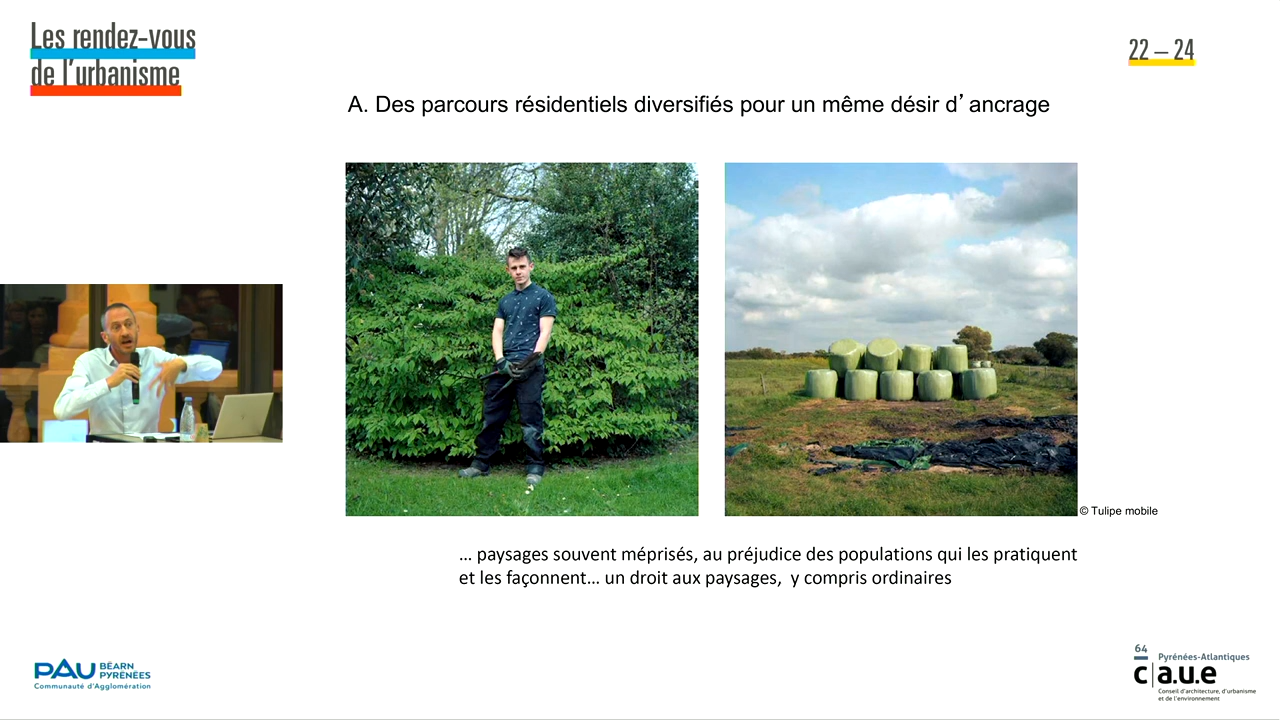 Les rendez-vous
de l'urbanisme
22 – 24
A. Des parcours résidentiels diversifiés pour un même désir d’ancrage
© Tulipe mobile
… paysages souvent méprisés, au préjudice des populations qui les pratiquent
et les façonnent… un droit aux paysages, y compris ordinaires
PAU BÉARN
PYRÉNÉES
Communauté d'Agglomération
64
Pyrénées-Atlantiques
c|a.u.e
Conseil d'architecture, d'urbanisme
et de l'environnement